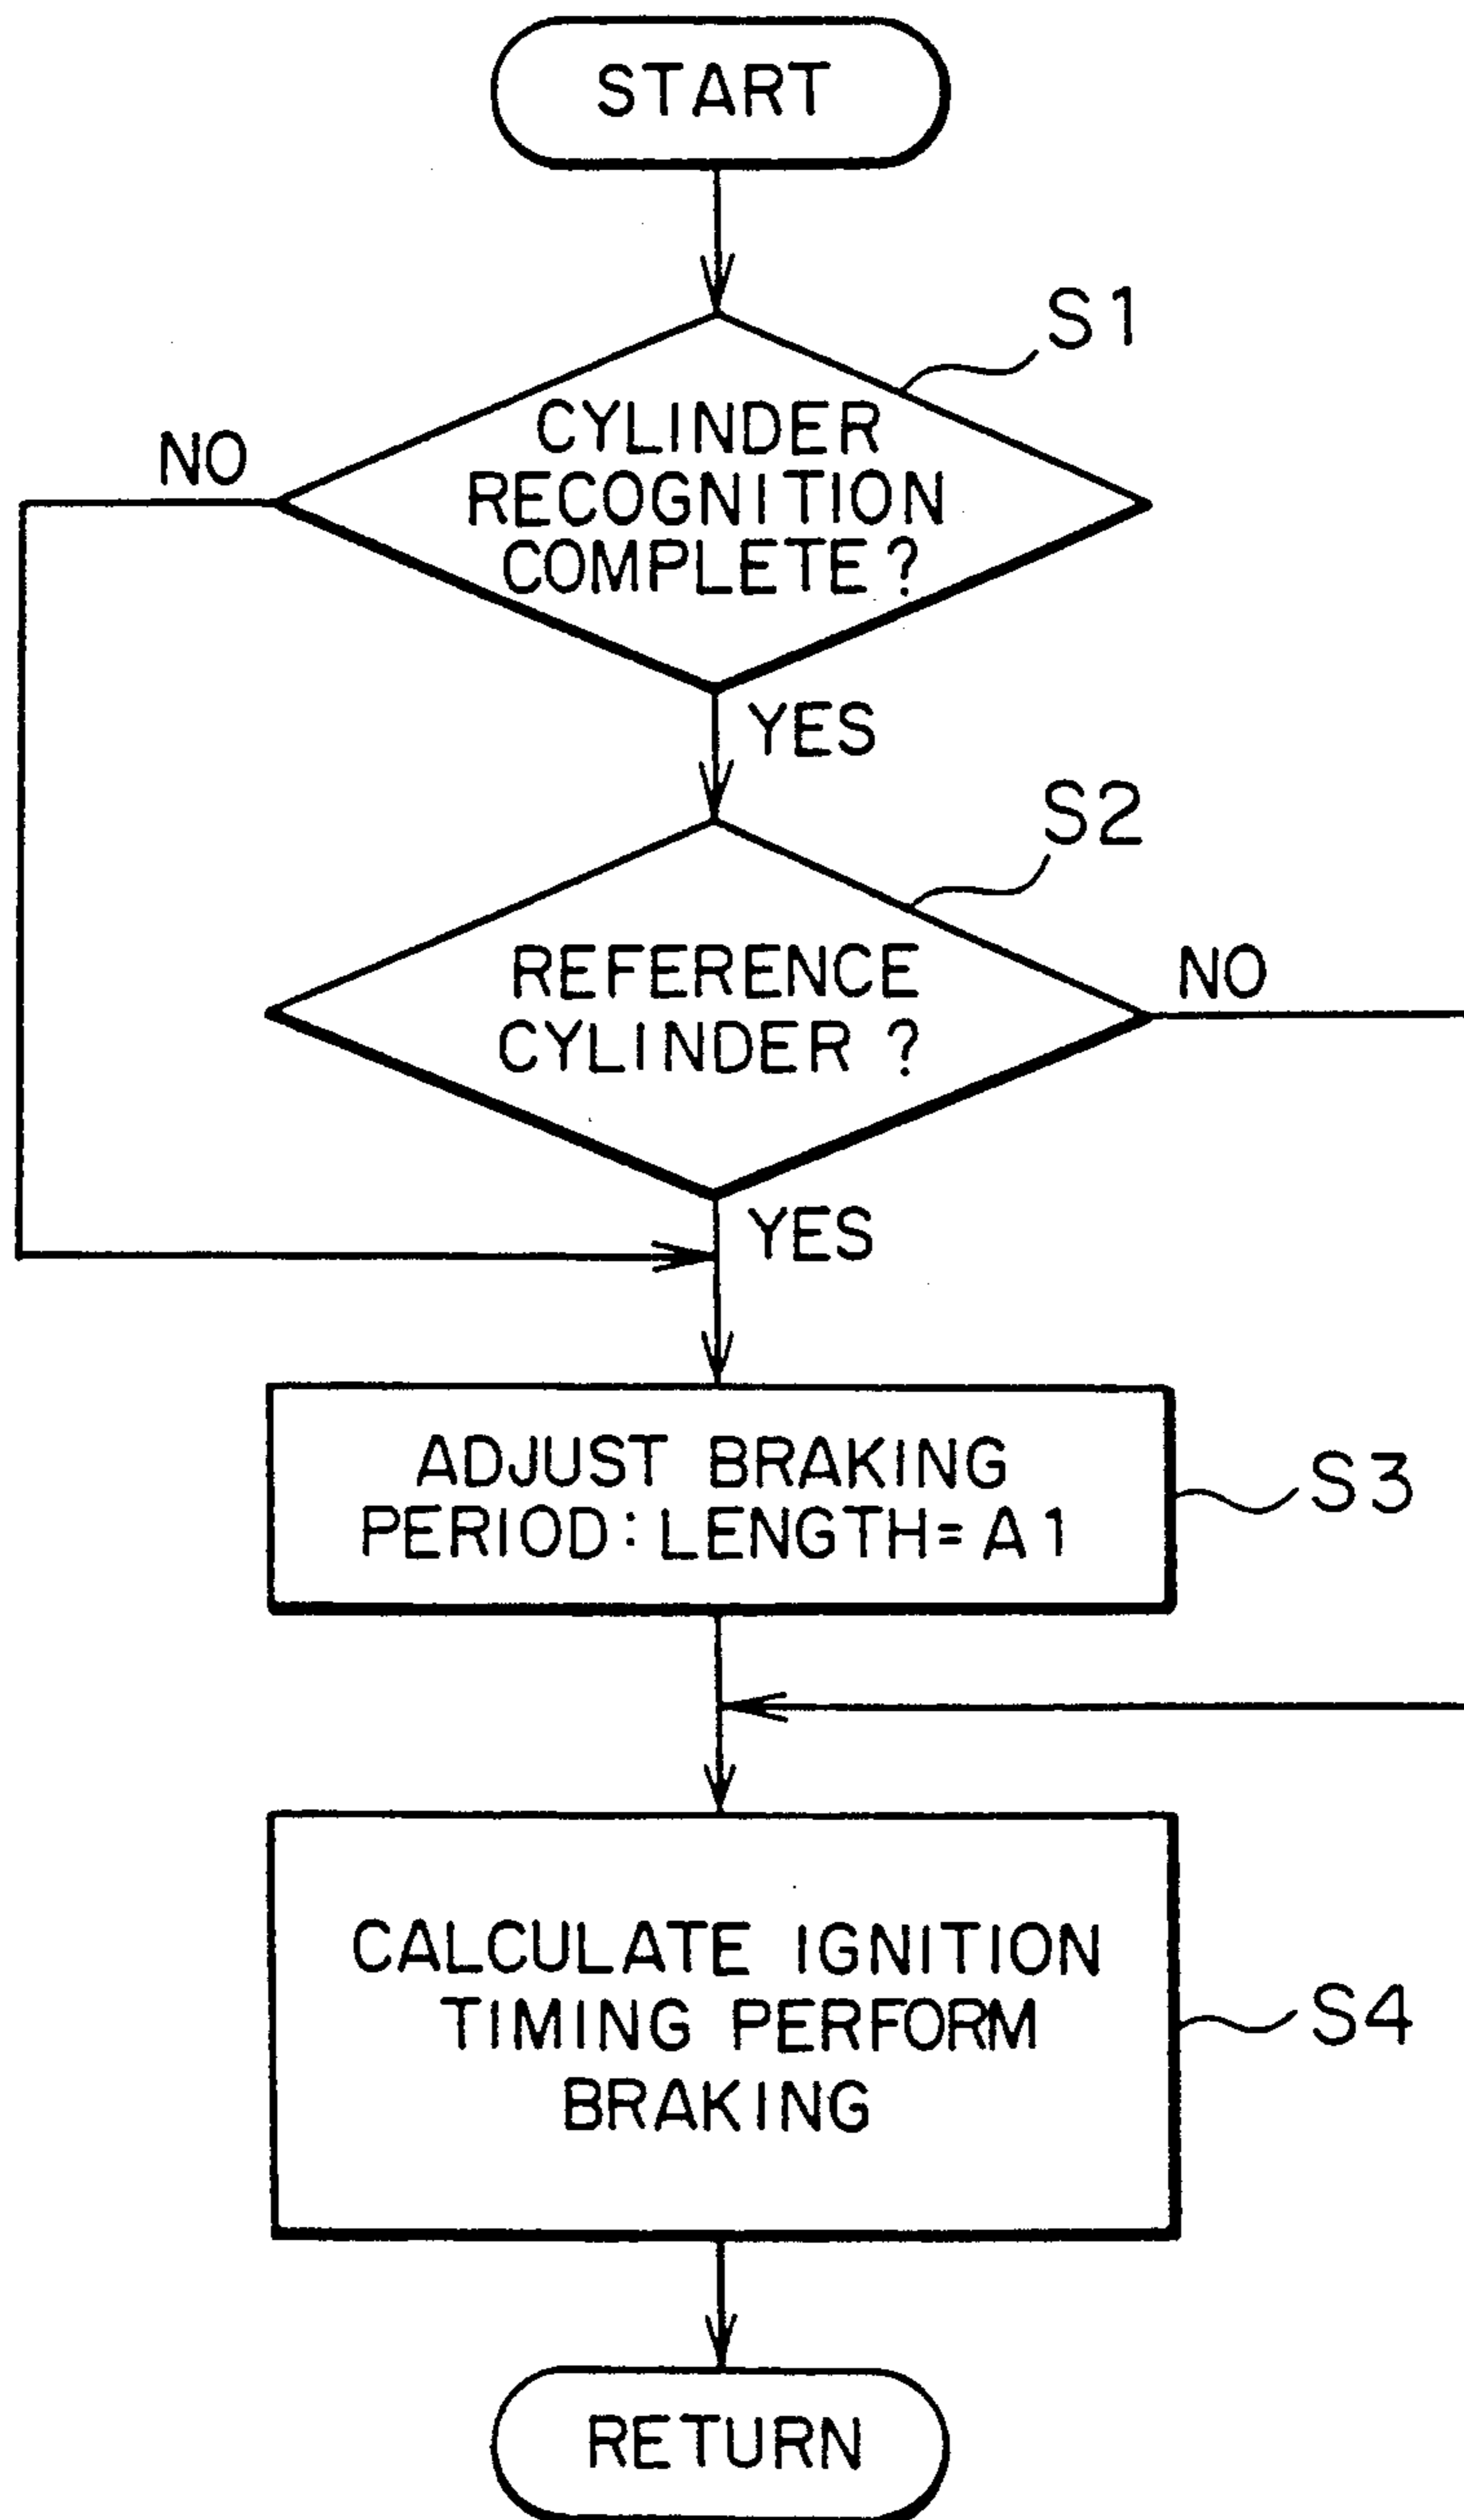 START
S1
CYLINDER
RECOGNITION
COMPLETE?
NO
YES
S2
REFERENCE
CYLINDER ?
NO
YES
ADJUST BRAKING
PERIOD:LENGTH=A1
S3
CALCULATE IGNITION
TIMING PERFORM
BRAKING
S4
RETURN